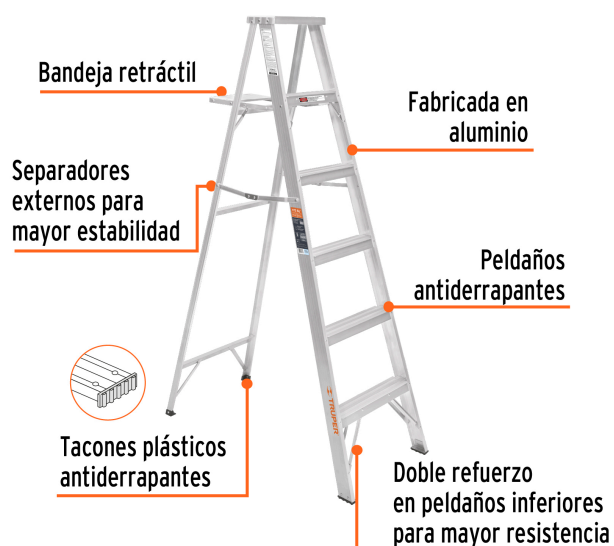 Bandeja retráctil
Fabricada en
aluminio
Separadores
externos para
mayor estabilidad
Peldaños
antiderrapantes
TRUPER
Tacones plásticos
antiderrapantes
Doble refuerzo
en peldaños inferiores
para mayor resistencia